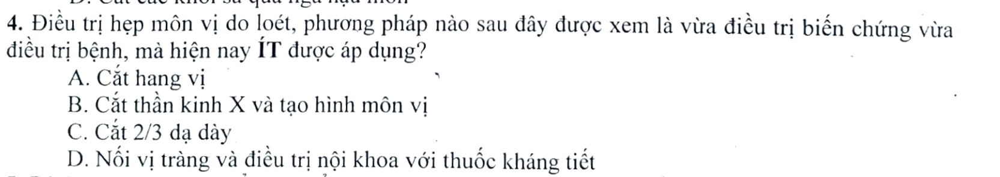 4. Điều trị hẹp môn vị do loét, phương pháp nào sau đây được xem là vừa điều trị biến chứng vừa
điều trị bệnh, mà hiện nay ÍT được áp dụng?
A. Cắt hang vị
B. Cắt thần kinh X và tạo hình môn vị
C. Cắt 2/3 dạ dày
D. Nối vị tràng và điều trị nội khoa với thuốc kháng tiết